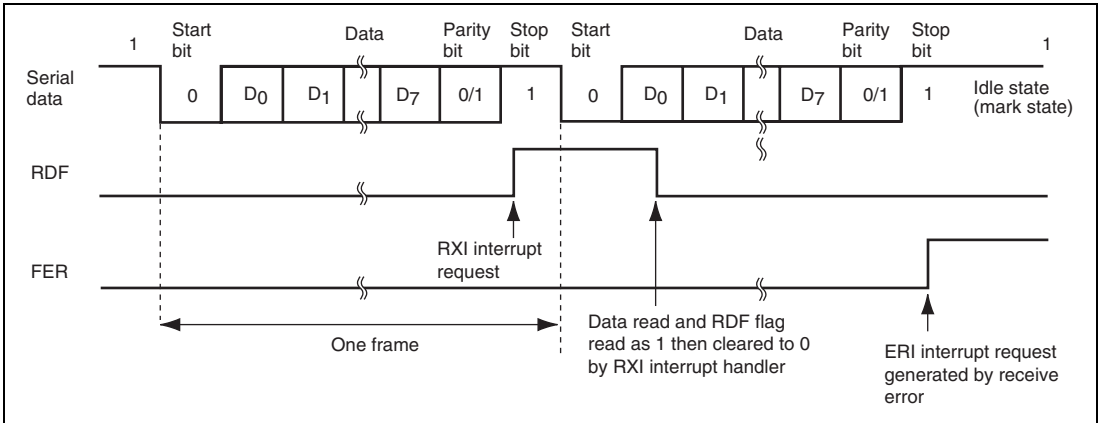 1 Start bit Data Parity bit Stop bit Start bit Data Parity bit Stop bit 1
Serial data 0 D0 D1 D7 0/1 1 0 D0 D1 D7 0/1 1 Idle state (mark state)
RDF
RXI interrupt request
FER
One frame
Data read and RDF flag
read as 1 then cleared to 0
by RXI interrupt handler
ERI interrupt request
generated by receive
error